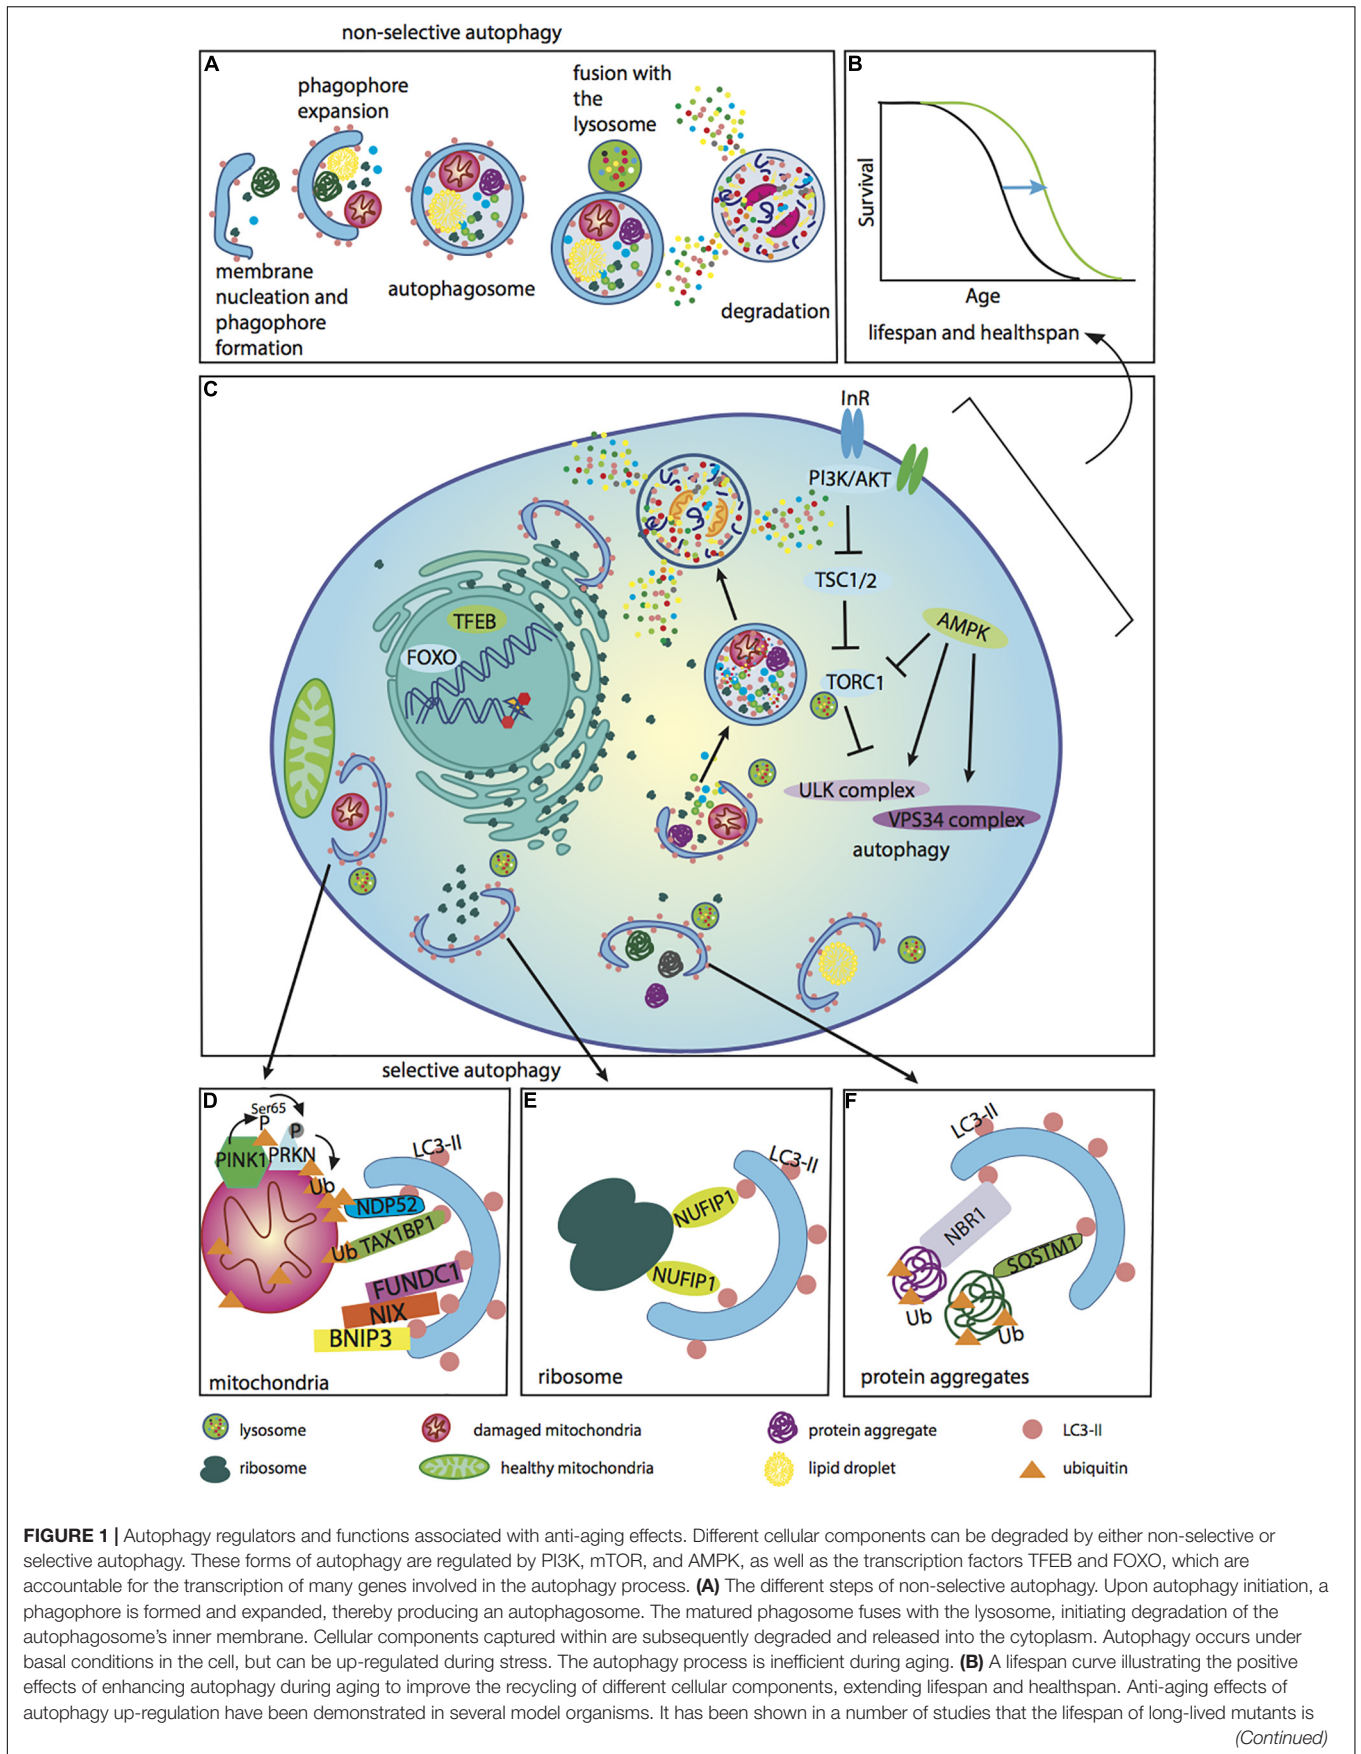 non-selective autophagy
A
phagophore
expansion
fusion with
the
lysosome
membrane
nucleation and
phagophore
formation
autophagosome
degradation
B
Survival
Age
lifespan and healthspan
C
InR
PI3K/AKT
TSC1/2
AMPK
TORC1
TFEB
FOXO
ULK complex
VPS34 complex
autophagy
selective autophagy
D
Ser65
P
P
PINK1
PRKN
LC3-II
Ub
NDP52
Ub
TAX1BP1
FUNDC1
NIX
BNIP3
mitochondria
E
LC3-II
NUFIP1
NUFIP1
ribosome
F
LC3-II
NBR1
SQSTM1
Ub
Ub
protein aggregates
lysosome
damaged mitochondria
protein aggregate
LC3-II
ribosome
healthy mitochondria
lipid droplet
ubiquitin
FIGURE 1 | Autophagy regulators and functions associated with anti-aging effects. Different cellular components can be degraded by either non-selective or
selective autophagy. These forms of autophagy are regulated by PI3K, mTOR, and AMPK, as well as the transcription factors TFEB and FOXO, which are
accountable for the transcription of many genes involved in the autophagy process. (A) The different steps of non-selective autophagy. Upon autophagy initiation, a
phagophore is formed and expanded, thereby producing an autophagosome. The matured phagosome fuses with the lysosome, initiating degradation of the
autophagosome's inner membrane. Cellular components captured within are subsequently degraded and released into the cytoplasm. Autophagy occurs under
basal conditions in the cell, but can be up-regulated during stress. The autophagy process is inefficient during aging. (B) A lifespan curve illustrating the positive
effects of enhancing autophagy during aging to improve the recycling of different cellular components, extending lifespan and healthspan. Anti-aging effects of
autophagy up-regulation have been demonstrated in several model organisms. It has been shown in a number of studies that the lifespan of long-lived mutants is
(Continued)